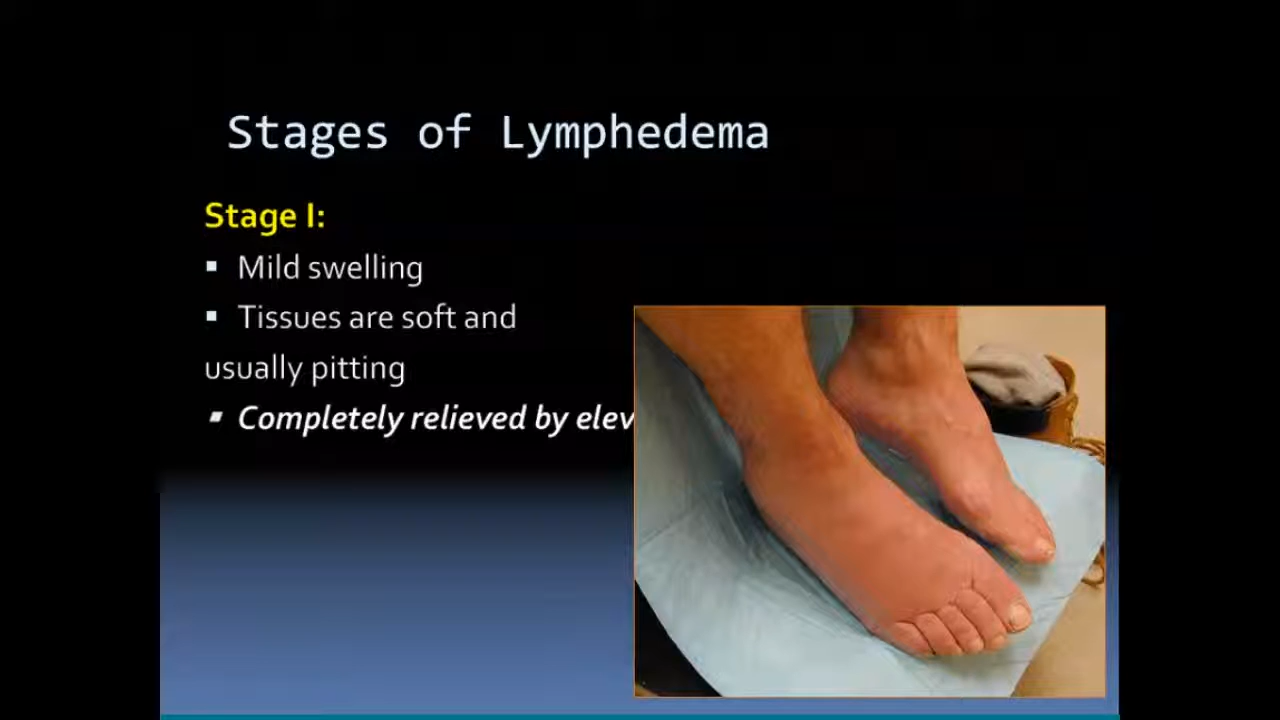 Stages of Lymphedema
Stage I:
▪ Mild swelling
▪ Tissues are soft and
usually pitting
▪ Completely relieved by elev